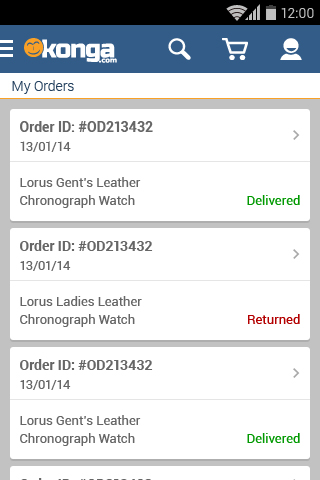 12:00
konga
.com
My Orders
Order ID: #OD213432
13/01/14
Lorus Gent's Leather
Chronograph Watch
Delivered
Order ID: #OD213432
13/01/14
Lorus Ladies Leather
Chronograph Watch
Returned
Order ID: #OD213432
13/01/14
Lorus Gent's Leather
Chronograph Watch
Delivered